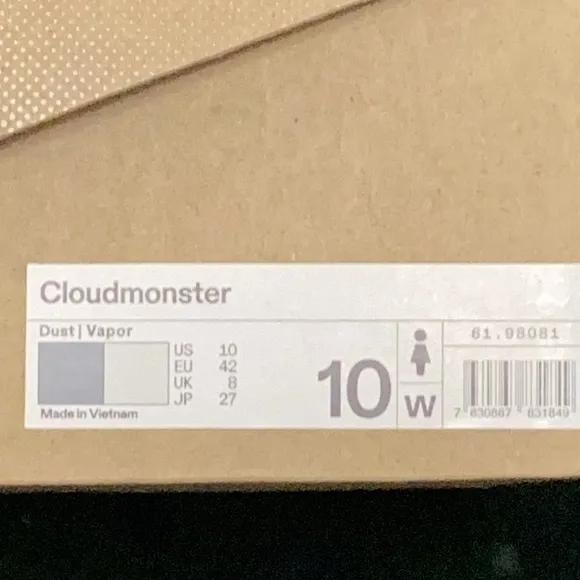 Cloudmonster
Dust | Vapor
US 10
EU 42
UK 8
JP 27
Made in Vietnam
10
W
61.98081
7 630867 831849